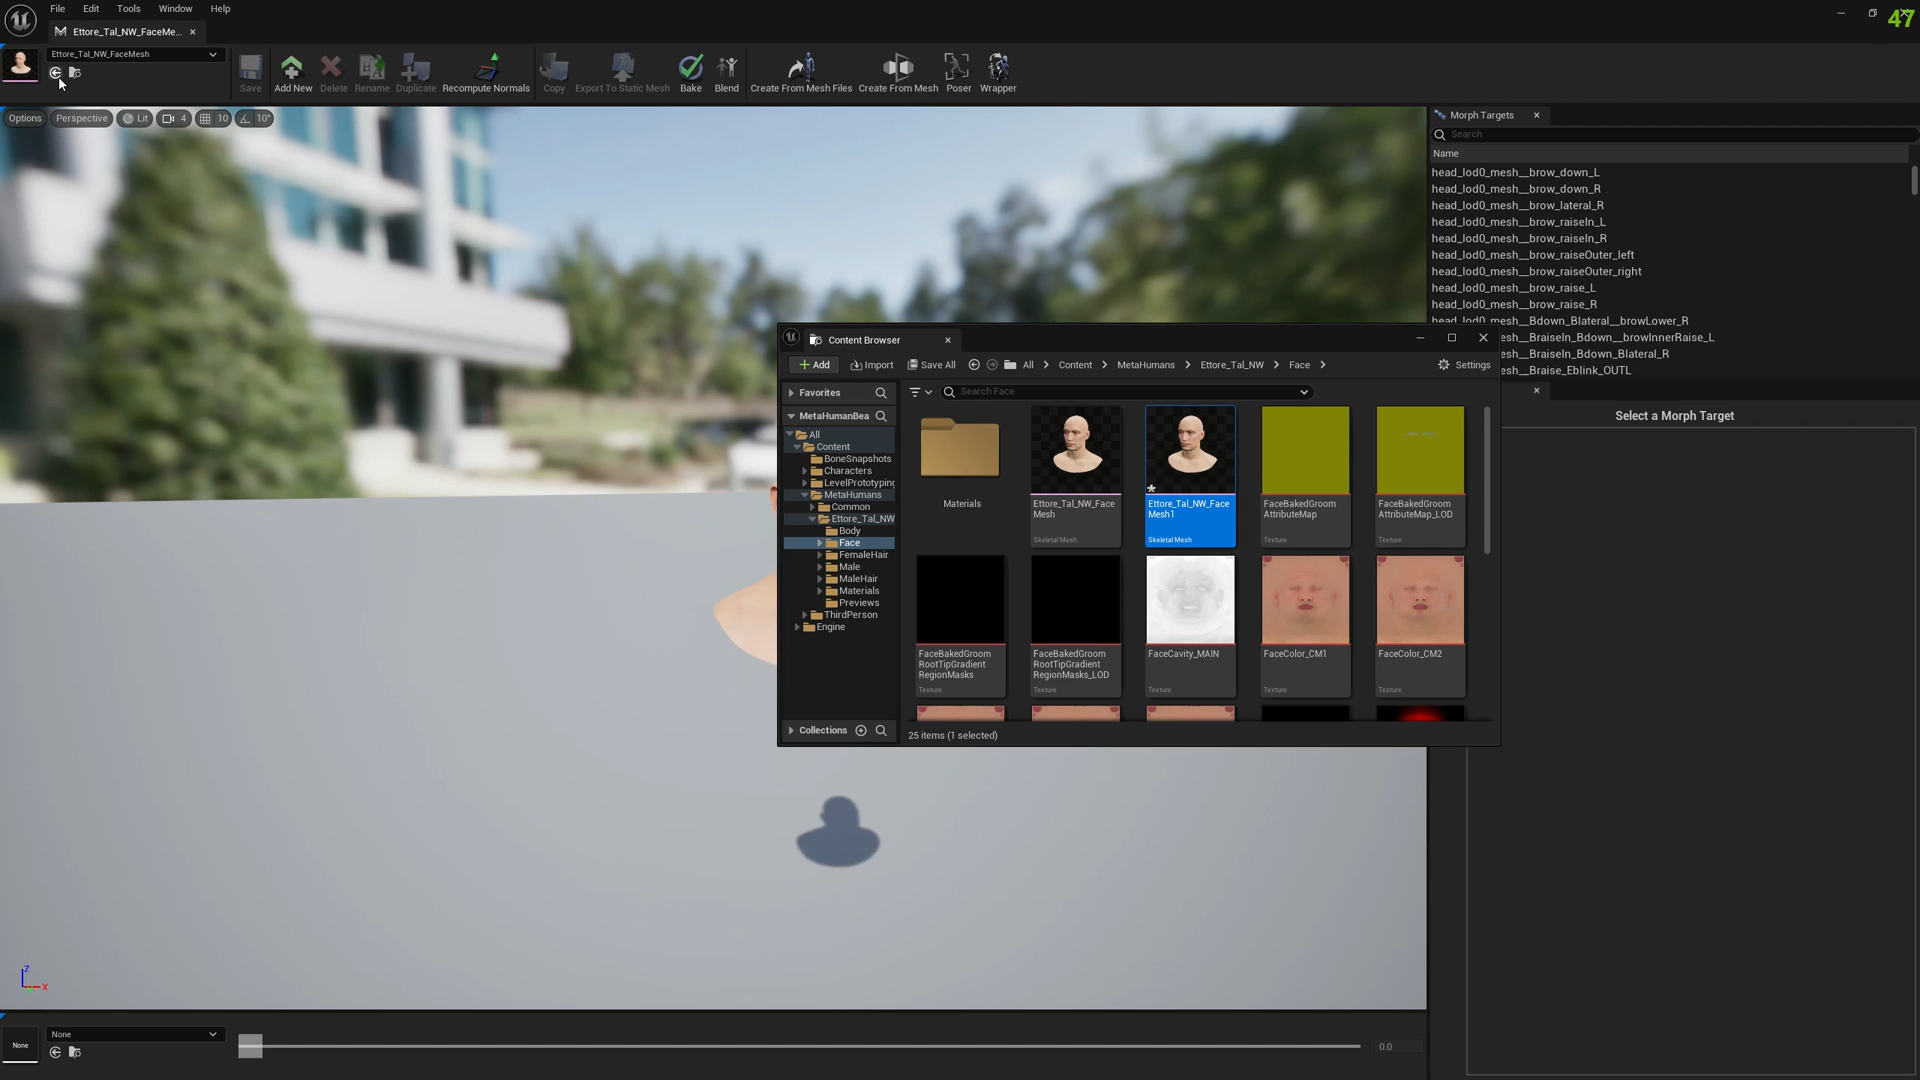 File Edit Tools Window Help
47
Ettore_Tal_NW_FaceMe...
Ettore_Tal_NW_FaceMesh
Save
Add New
Delete
Rename
Duplicate
Recompute Normals
Copy
Export To Static Mesh
Bake
Blend
Create From Mesh Files
Create From Mesh
Poser
Wrapper
Options
Perspective
Lit
4
10
10°
Morph Targets
Search
Name
head_lod0_mesh__brow_down_L
head_lod0_mesh__brow_down_R
head_lod0_mesh__brow_lateral_R
head_lod0_mesh__brow_raiseIn_L
head_lod0_mesh__brow_raiseIn_R
head_lod0_mesh__brow_raiseOuter_left
head_lod0_mesh__brow_raiseOuter_right
head_lod0_mesh__brow_raise_L
head_lod0_mesh__brow_raise_R
head_lod0_mesh__Bdown_Blateral__browLower_R
mesh__BraiseIn_Bdown__browInnerRaise_L
mesh__BraiseIn_Bdown_Blateral_R
mesh__Braise_Eblink_OUTL
Select a Morph Target
Content Browser
Add
Import
Save All
All
Content
MetaHumans
Ettore_Tal_NW
Face
Settings
Favorites
Search Face
MetaHumanBea
All
Content
BoneSnapshots
Characters
LevelPrototyping
MetaHumans
Common
Ettore_Tal_NW
Body
Face
FemaleHair
Male
MaleHair
Materials
Previews
ThirdPerson
Engine
Collections
Materials
Ettore_Tal_NW_Face
Mesh
Skeletal Mesh
Ettore_Tal_NW_Face
Mesh1
Skeletal Mesh
FaceBakedGroom
AttributeMap
Texture
FaceBakedGroom
AttributeMap_LOD
Texture
FaceBakedGroom
RootTipGradient
RegionMasks
Texture
FaceBakedGroom
RootTipGradient
RegionMasks_LOD
Texture
FaceCavity_MAIN
Texture
FaceColor_CM1
Texture
FaceColor_CM2
Texture
25 items (1 selected)
Z
X
None
None
0.0